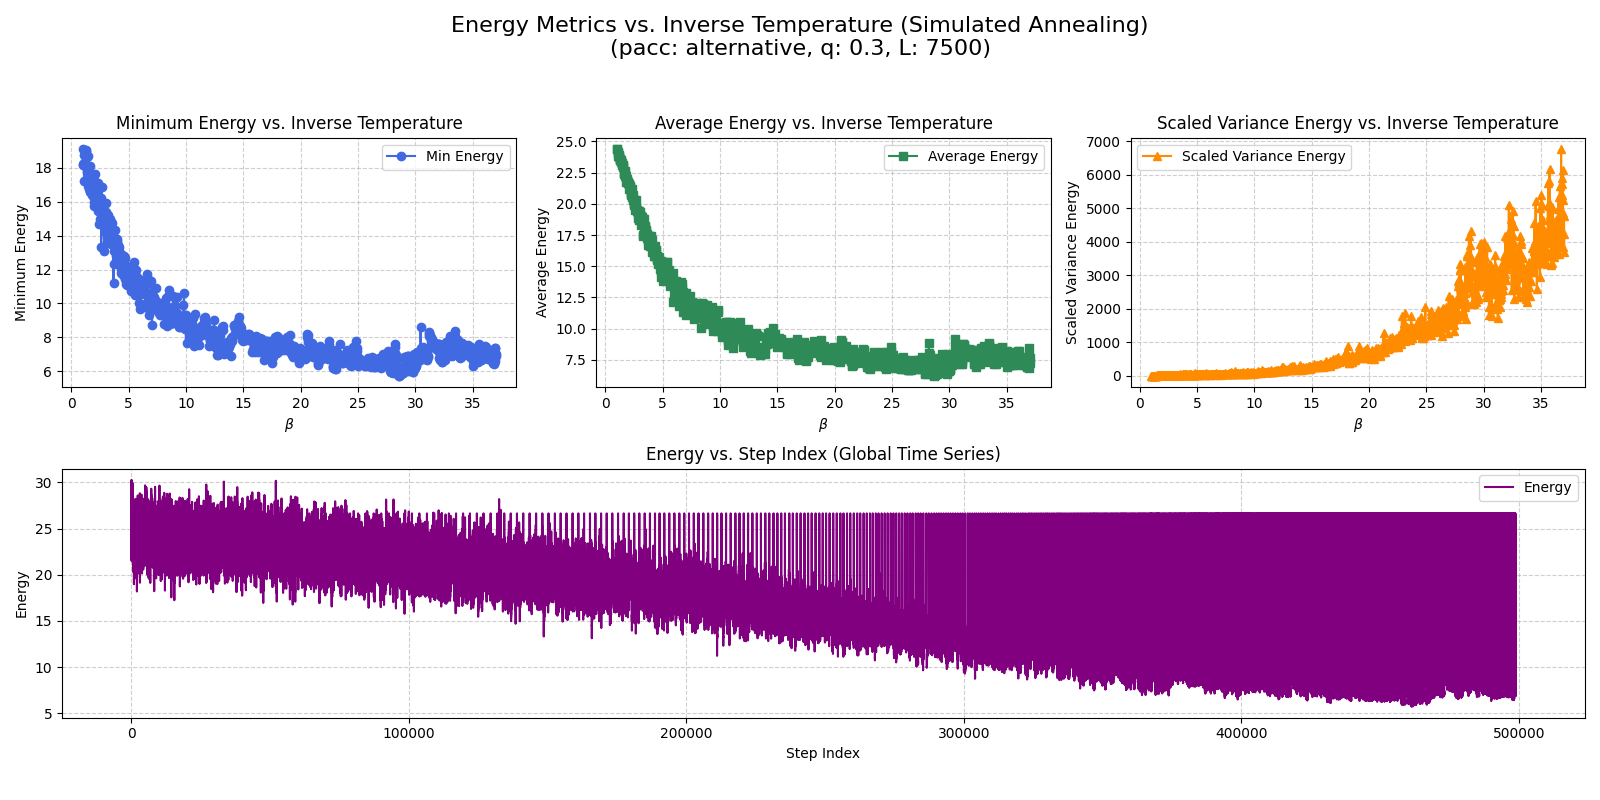 Energy Metrics vs. Inverse Temperature (Simulated Annealing)
(pacc: alternative, q: 0.3, L: 7500)
Minimum Energy vs. Inverse Temperature
Minimum Energy
18
16
14
12
10
8
6
Min Energy
0 5 10 15 20 25 30 35
β
Average Energy vs. Inverse Temperature
Average Energy
25.0
22.5
20.0
17.5
15.0
12.5
10.0
7.5
Average Energy
0 5 10 15 20 25 30 35
β
Scaled Variance Energy vs. Inverse Temperature
Scaled Variance Energy
7000
6000
5000
4000
3000
2000
1000
0
Scaled Variance Energy
0 5 10 15 20 25 30 35
β
Energy vs. Step Index (Global Time Series)
Energy
30
25
20
15
10
5
Energy
0 100000 200000 300000 400000 500000
Step Index